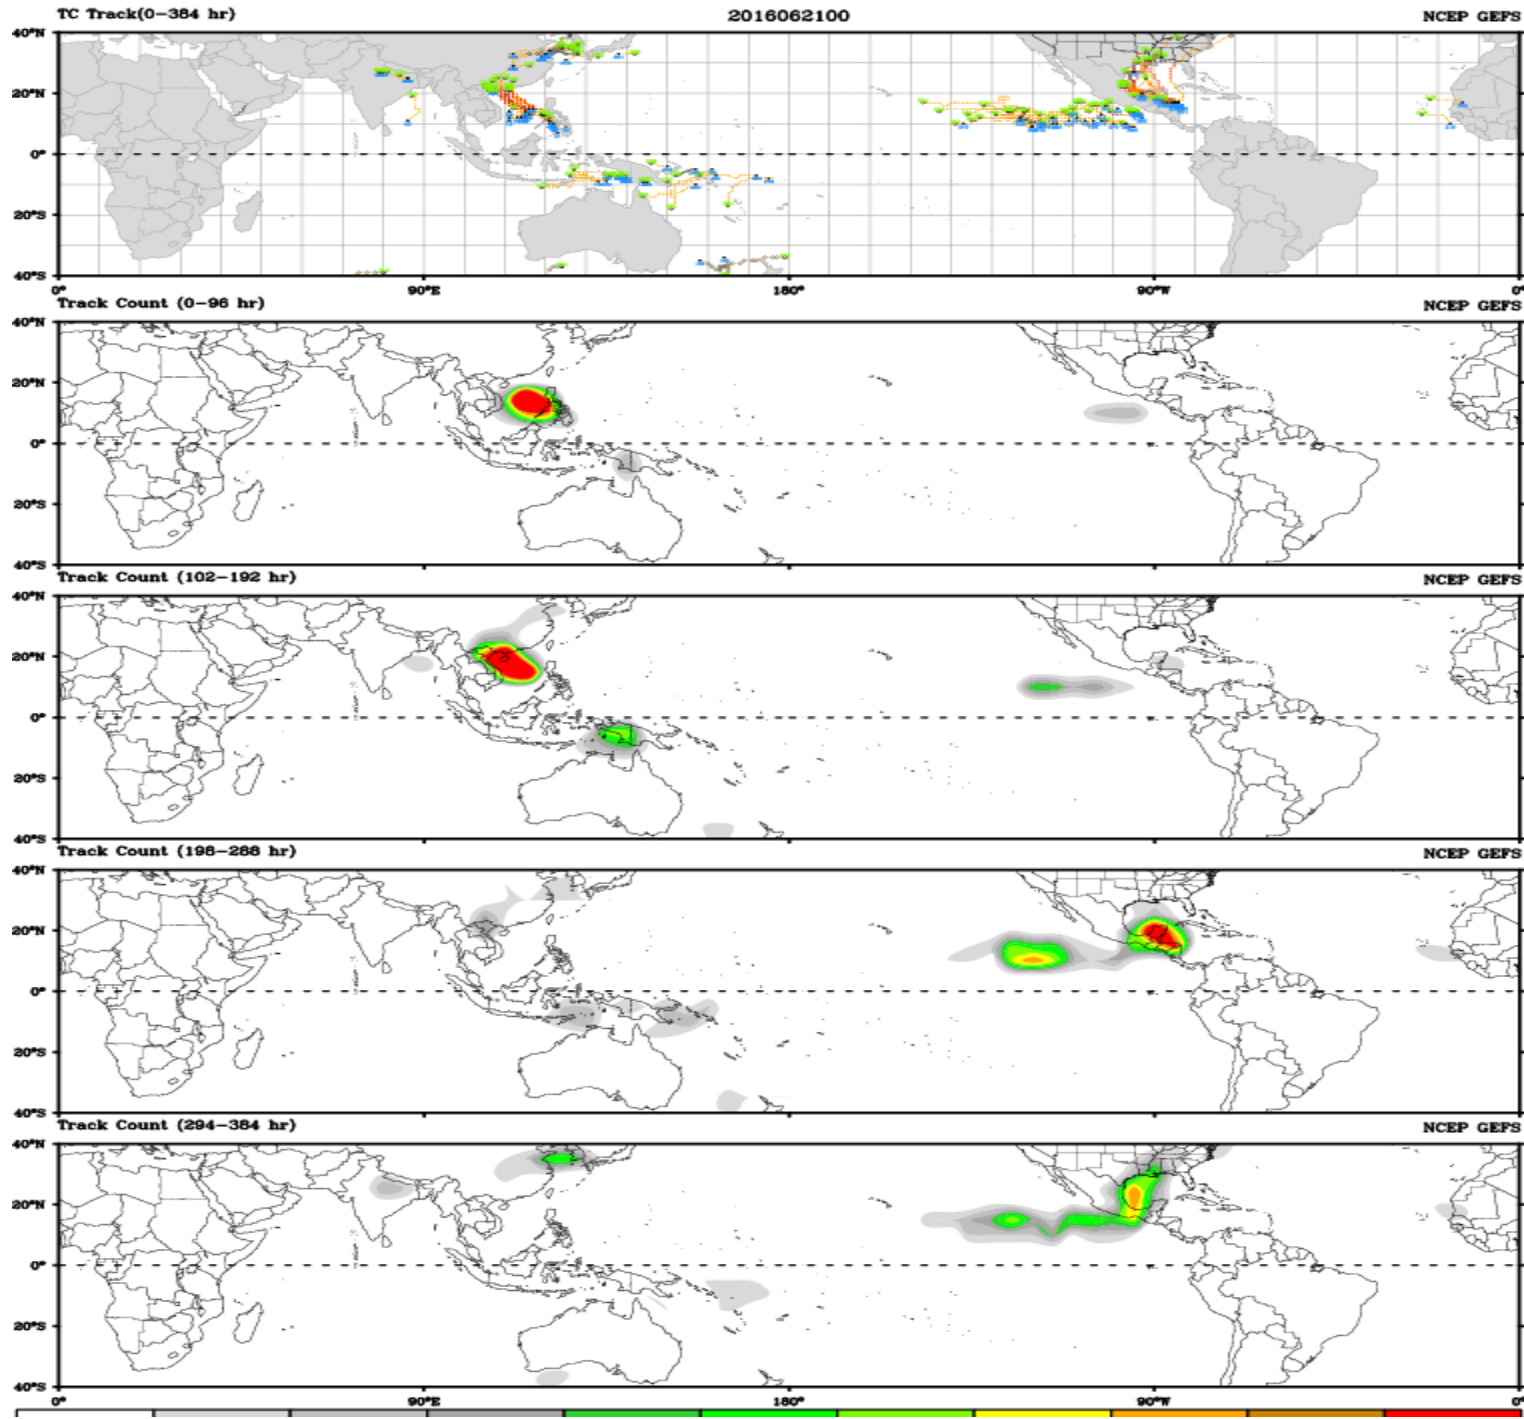 TC Track(0-384 hr) 2016062100 NCEP GEFS
40°N
20°N
0°
20°S
40°S
0° 90°E 180° 90°W 0°
Track Count (0-96 hr) NCEP GEFS
40°N
20°N
0°
20°S
40°S
Track Count (102-192 hr) NCEP GEFS
40°N
20°N
0°
20°S
40°S
Track Count (198-288 hr) NCEP GEFS
40°N
20°N
0°
20°S
40°S
Track Count (294-384 hr) NCEP GEFS
40°N
20°N
0°
20°S
40°S
0° 90°E 180° 90°W 0°